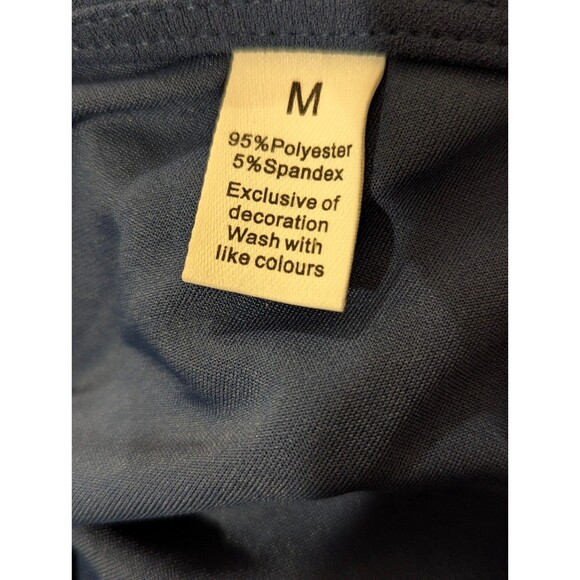 M
95%Polyester
5%Spandex
Exclusive of
decoration
Wash with
like colours